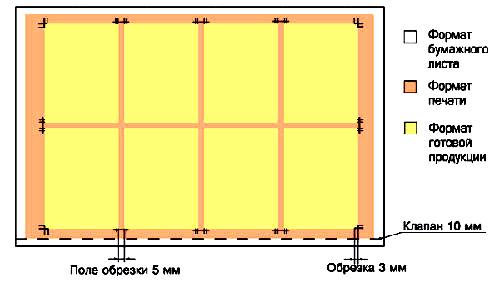 Формат
бумажного
листа
Формат
печати
Формат
готовой
продукции
Клапан 10 мм
Поле обрезки 5 мм
Обрезка 3 мм